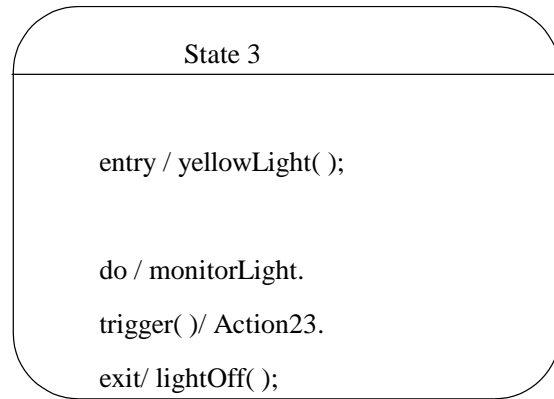 State 3
entry / yellowLight( );
do / monitorLight.
trigger( )/ Action23.
exit/ lightOff( );